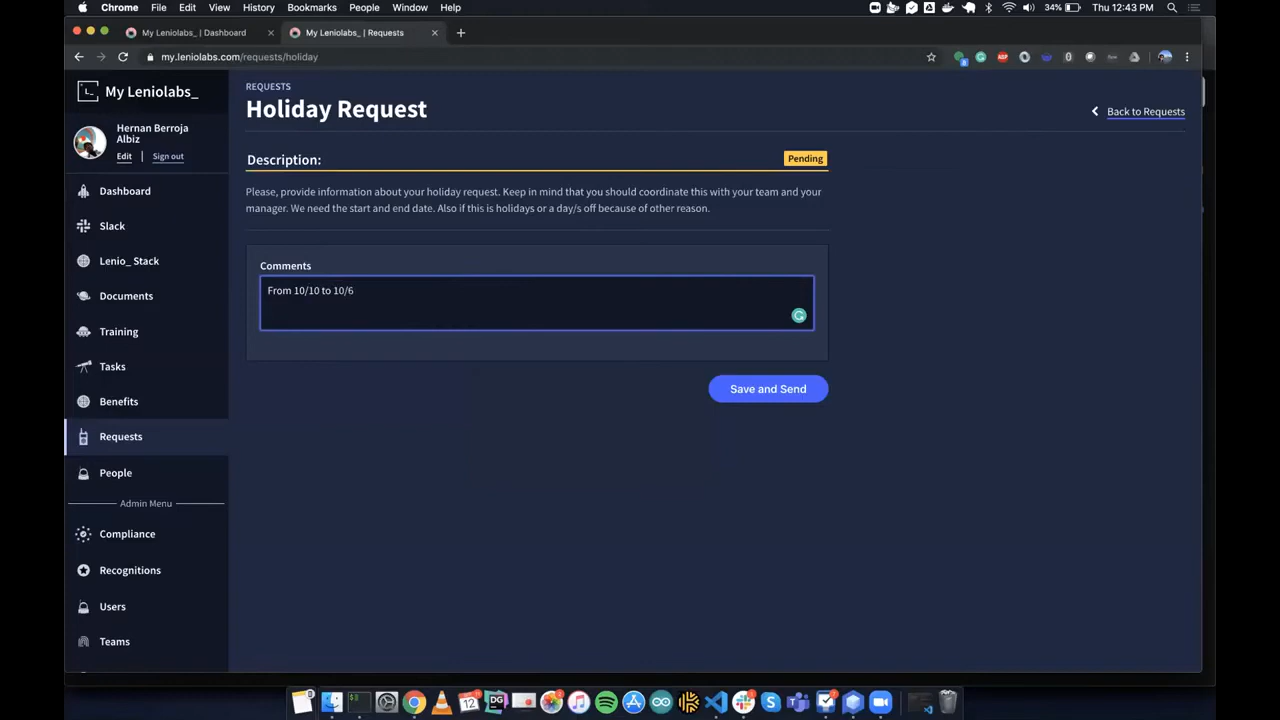 Chrome File Edit View History Bookmarks People Window Help
34% Thu 12:43 PM
My Leniolabs_ | Dashboard
My Leniolabs_ | Requests
my.leniolabs.com/requests/holiday
My Leniolabs_
Hernan Berroja
Albiz
Edit | Sign out
Dashboard
Slack
Lenio_ Stack
Documents
Training
Tasks
Benefits
Requests
People
Admin Menu
Compliance
Recognitions
Users
Teams
REQUESTS
Holiday Request
Back to Requests
Description:
Pending
Please, provide information about your holiday request. Keep in mind that you should coordinate this with your team and your
manager. We need the start and end date. Also if this is holidays or a day/s off because of other reason.
Comments
From 10/10 to 10/6
Save and Send